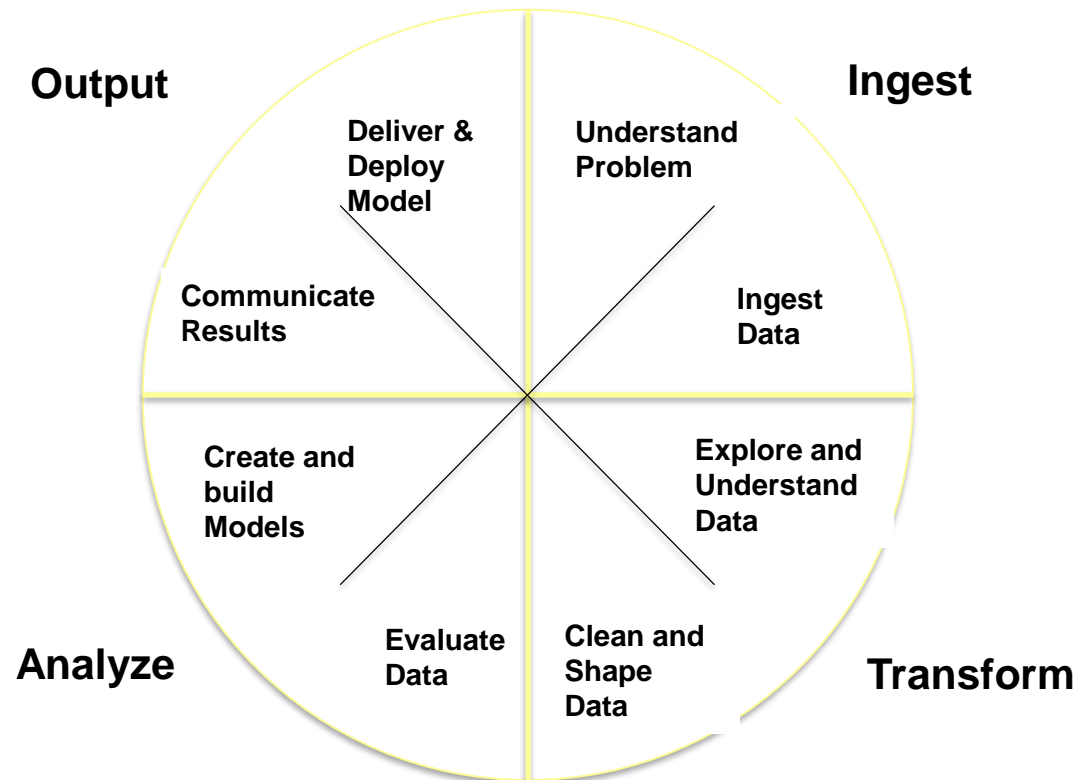 Output
Ingest
Deliver &
Deploy
Model
Understand
Problem
Communicate
Results
Ingest
Data
Create and
build
Models
Explore and
Understand
Data
Evaluate
Data
Clean and
Shape
Data
Analyze
Transform